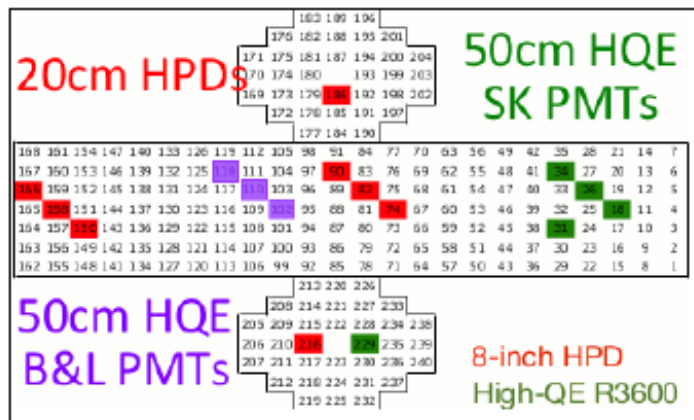 183 189 196
176 182 188 195 201
171 175 181 187 194 200 204
170 174 180 193 199 203
169 173 179 186 192 198 202
172 178 185 191 197
177 184 190
20cm HPDs
50cm HQE
SK PMTs
168 161 154 147 140 133 126 119 112 105 98 91 84 77 70 63 56 49 42 35 28 21 14 7
167 160 153 146 139 132 125 118 111 104 97 90 83 76 69 62 55 48 41 34 27 20 13 6
166 159 152 145 138 131 124 117 110 103 96 89 82 75 68 61 54 47 40 33 26 19 12 5
165 158 151 144 137 130 123 116 109 102 95 88 81 74 67 60 53 46 39 32 25 18 11 4
164 157 150 143 136 129 122 115 108 101 94 87 80 73 66 59 52 45 38 31 24 17 10 3
163 156 149 142 135 128 121 114 107 100 93 86 79 72 65 58 51 44 37 30 23 16 9 2
162 155 148 141 134 127 120 113 106 99 92 85 78 71 64 57 50 43 36 29 22 15 8 1
50cm HQE
B&L PMTs
213 220 226
208 214 221 227 233
205 209 215 222 228 234 238
206 210 216 229 235 239
207 211 217 223 230 236 240
212 218 224 231 237
219 225 232
8-inch HPD
High-QE R3600